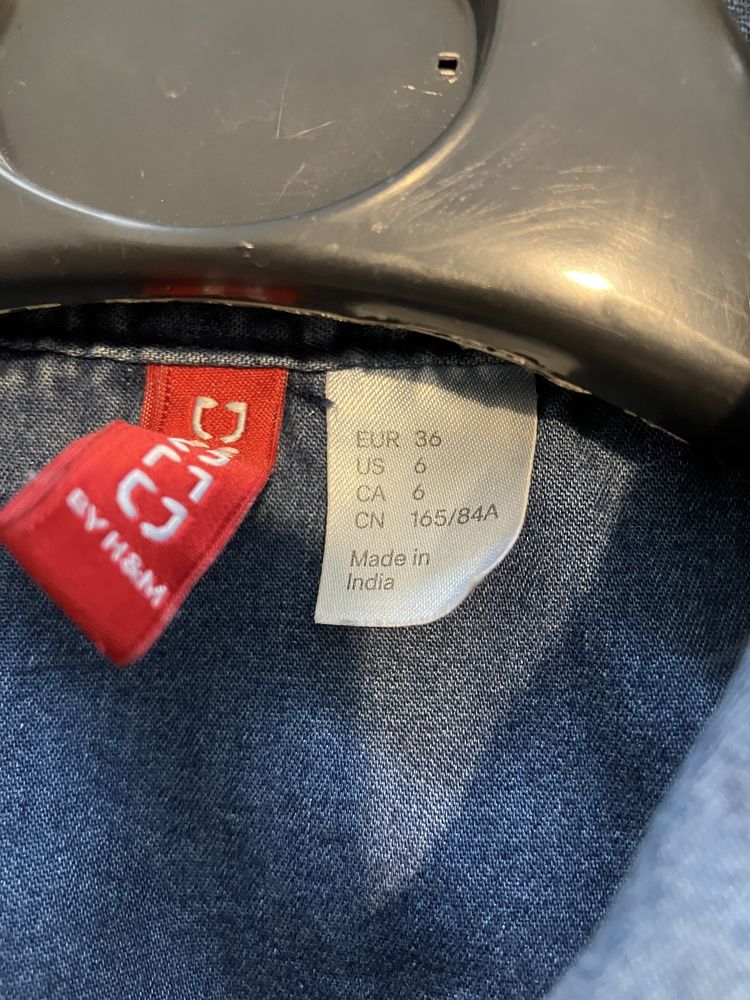 BY H&M
EUR 36
US 6
CA 6
CN 165/84A
Made in
India